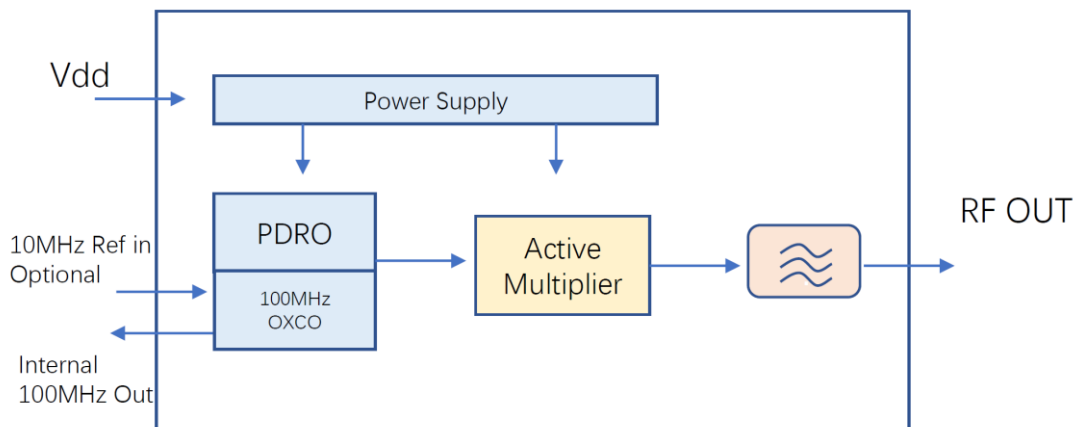 Vdd
Power Supply
PDRO
10MHz Ref in
Optional
100MHz
OXCO
Internal
100MHz Out
Active
Multiplier
RF OUT